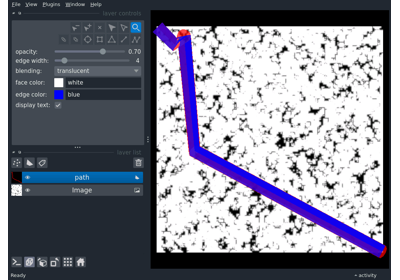 File View Plugins Window Help
layer controls
opacity: 0.70
edge width: 4
blending: translucent
face color: white
edge color: blue
display text:
layer list
path
Image
Ready
activity